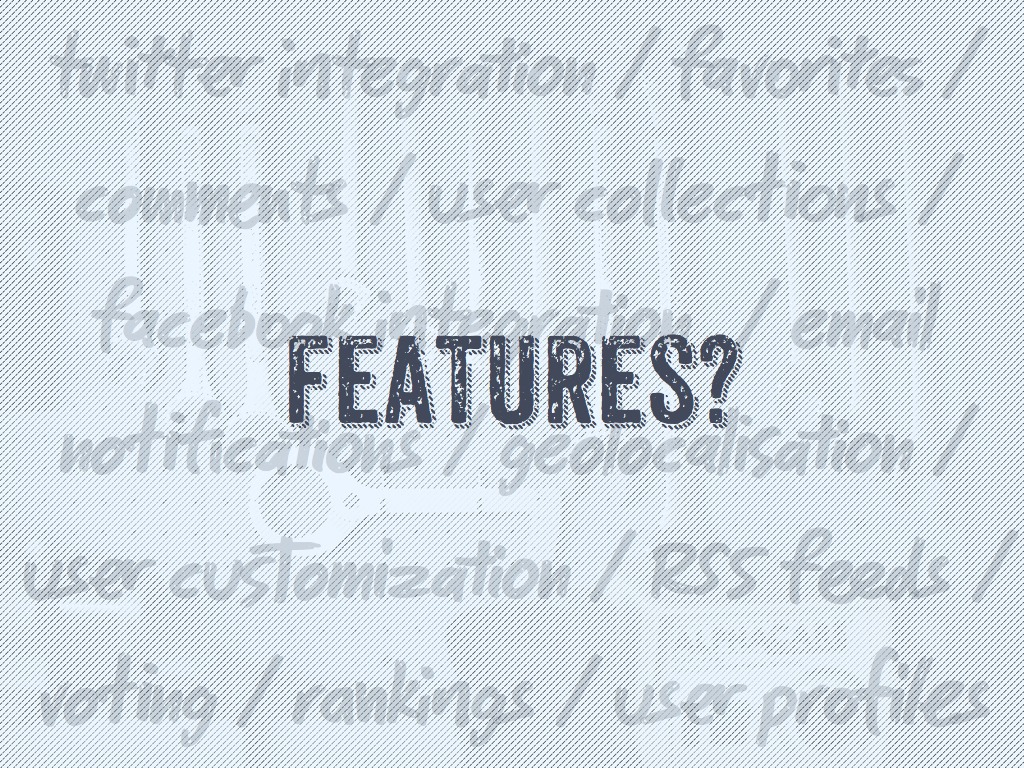 twitter integration / favorites /
comments / user collections /
facebook integration / email
FEATURES?
notifications / geolocalisation /
user customization / RSS feeds /
voting / rankings / user profiles